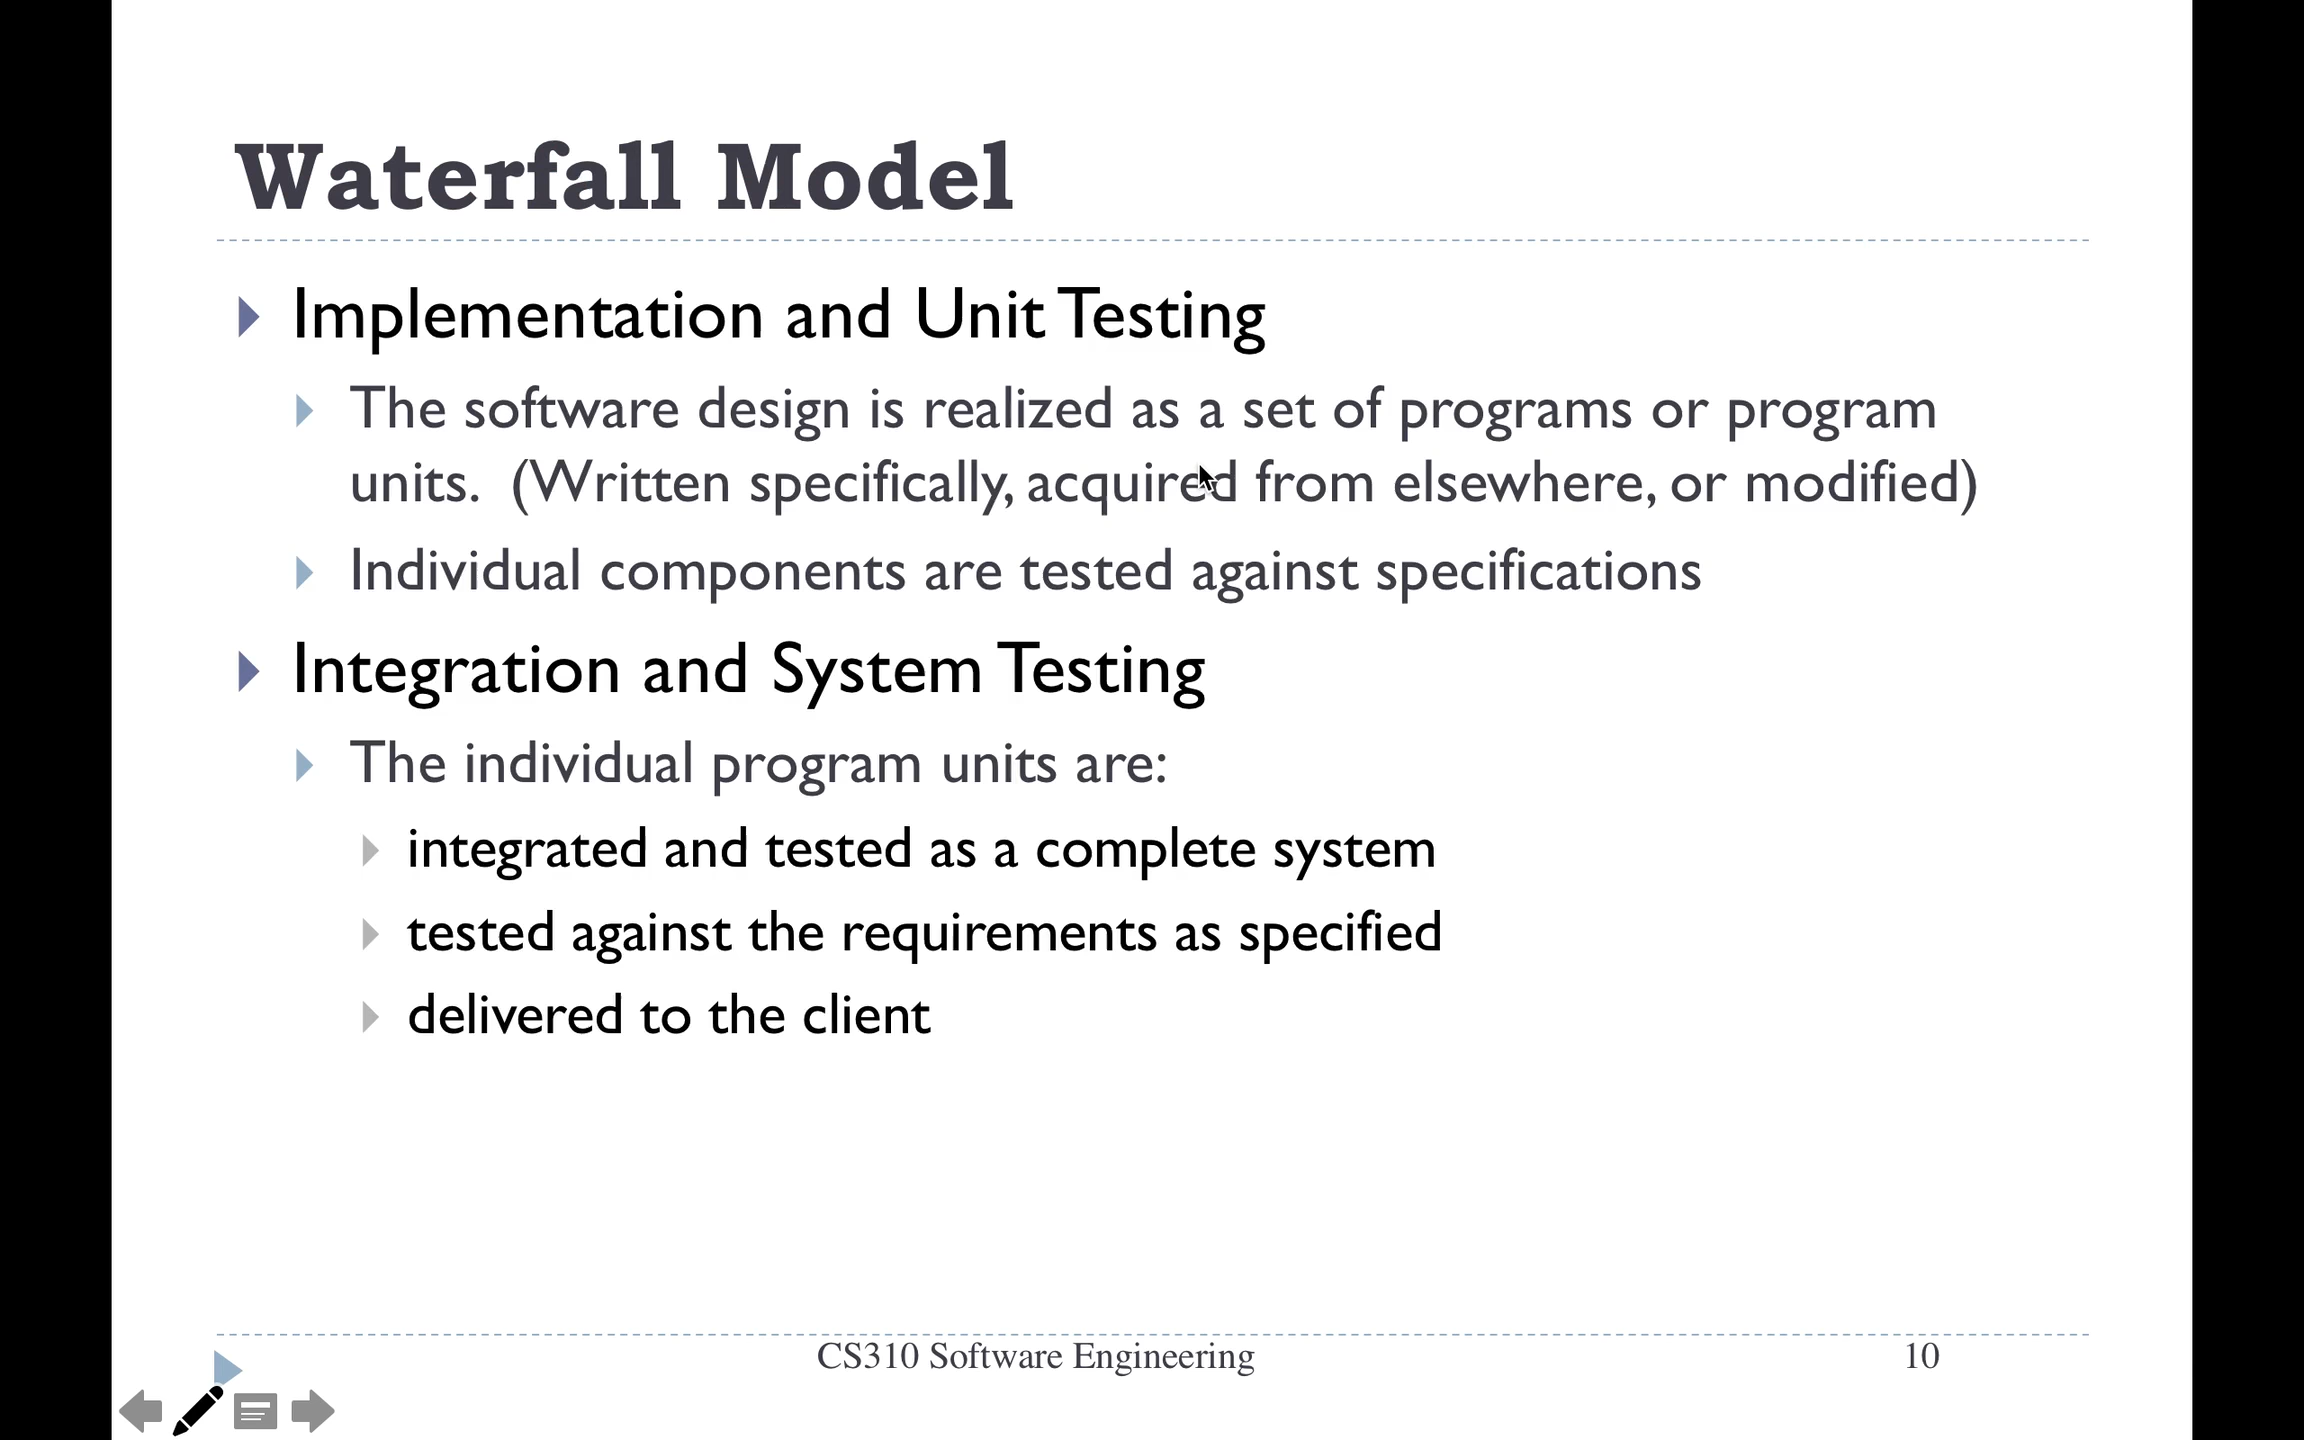 Waterfall Model
Implementation and Unit Testing
The software design is realized as a set of programs or program
units.  (Written specifically, acquired from elsewhere, or modified)
Individual components are tested against specifications
Integration and System Testing
The individual program units are:
integrated and tested as a complete system
tested against the requirements as specified
delivered to the client
CS310 Software Engineering
10